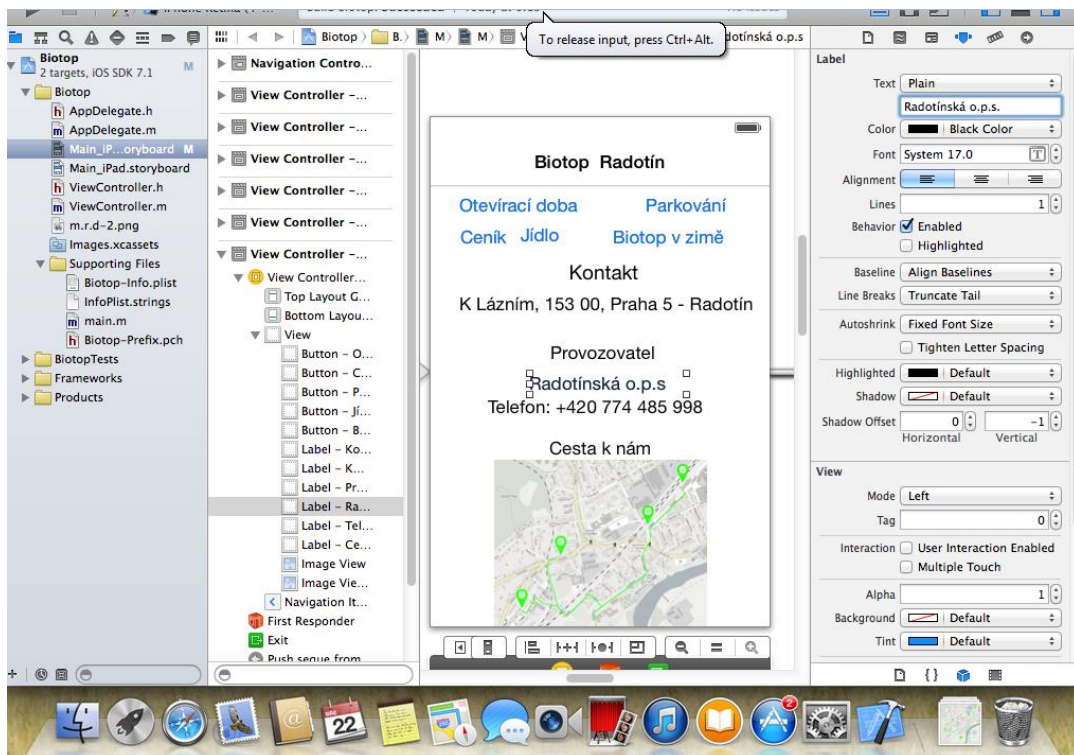 To release input, press Ctrl+Alt.
Biotop
B.
M
M
dotínská o.p.s
Biotop
2 targets, iOS SDK 7.1
M
Biotop
AppDelegate.h
AppDelegate.m
Main_iP...oryboard M
Main_iPad.storyboard
ViewController.h
ViewController.m
m.r.d-2.png
Images.xcassets
Supporting Files
Biotop-Info.plist
InfoPlist.strings
main.m
Biotop-Prefix.pch
BiotopTests
Frameworks
Products
Navigation Contro...
View Controller -...
View Controller -...
View Controller -...
View Controller -...
View Controller -...
View Controller -...
View Controller...
Top Layout G...
Bottom Layou...
View
Button - O...
Button - C...
Button - P...
Button - Jí...
Button - B...
Label - Ko...
Label - K...
Label - Pr...
Label - Ra...
Label - Tel...
Label - Ce...
Image View
Image Vie...
Navigation It...
First Responder
Exit
Push segue from
Biotop Radotín
Otevírací doba Parkování
Ceník Jídlo Biotop v zimě
Kontakt
K Lázním, 153 00, Praha 5 - Radotín
Provozovatel
Radotínská o.p.s
Telefon: +420 774 485 998
Cesta k nám
Label
Text Plain
Radotínská o.p.s.
Color Black Color
Font System 17.0
Alignment
Lines 1
Behavior Enabled
Highlighted
Baseline Align Baselines
Line Breaks Truncate Tail
Autoshrink Fixed Font Size
Tighten Letter Spacing
Highlighted Default
Shadow Default
Shadow Offset 0 -1
Horizontal Vertical
View
Mode Left
Tag 0
Interaction User Interaction Enabled
Multiple Touch
Alpha 1
Background Default
Tint Default
22
2